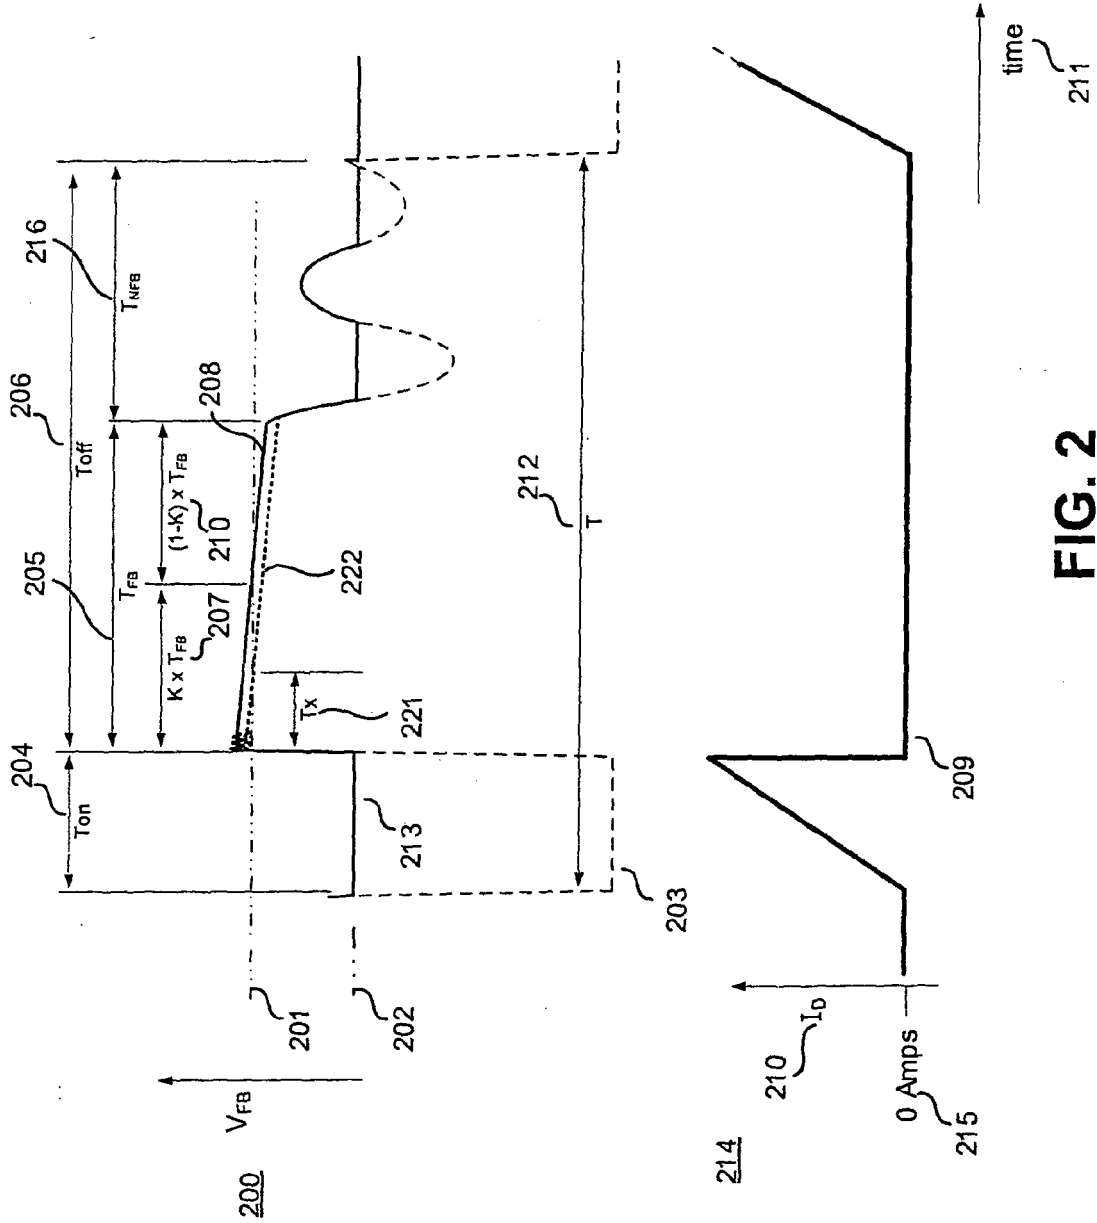 200
V_FB
201
202
204
Ton
205
206
Toff
T_FB
216
T_NFB
K x T_FB
207
(1-K) x T_FB
210
208
Tx
221
222
213
203
212
T
214
210
I_D
0 Amps
215
209
time
211
FIG. 2